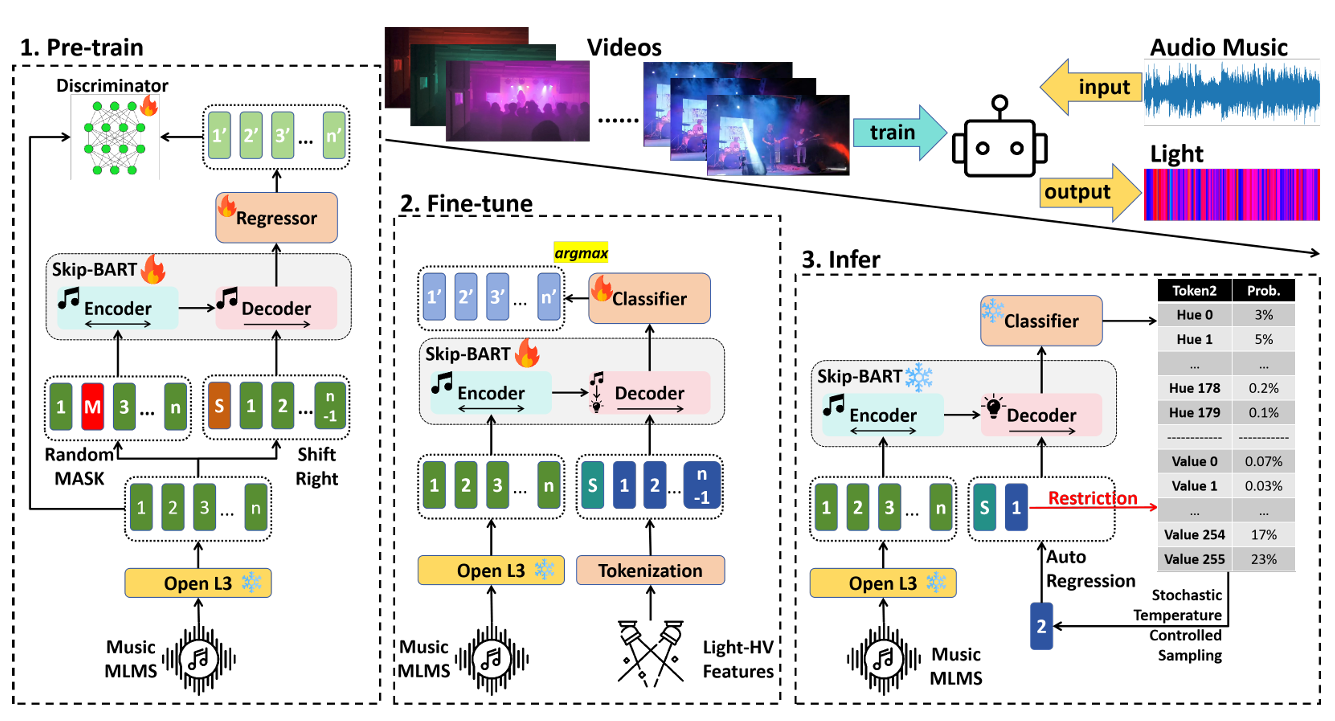 1. Pre-train
Discriminator
1' 2' 3' ... n'
Regressor
Skip-BART
Encoder
Decoder
1 M 3 ... n
S 1 2 ... n -1
Random
MASK
Shift
Right
1 2 3 ... n
Open L3
Music
MLMS
Videos
......
train
input
Audio Music
output
Light
2. Fine-tune
argmax
1' 2' 3' ... n'
Classifier
Skip-BART
Encoder
Decoder
1 2 3 ... n
S 1 2 ... n -1
Open L3
Tokenization
Music
MLMS
Light-HV
Features
3. Infer
Classifier
Skip-BART
Encoder
Decoder
1 2 3 ... n
S 1
Restriction
Open L3
Auto
Regression
2
Music
MLMS
Token2 Prob.
Hue 0 3%
Hue 1 5%
... ...
Hue 178 0.2%
Hue 179 0.1%
------------- -----------
Value 0 0.07%
Value 1 0.03%
... ...
Value 254 17%
Value 255 23%
Stochastic
Temperature
Controlled
Sampling